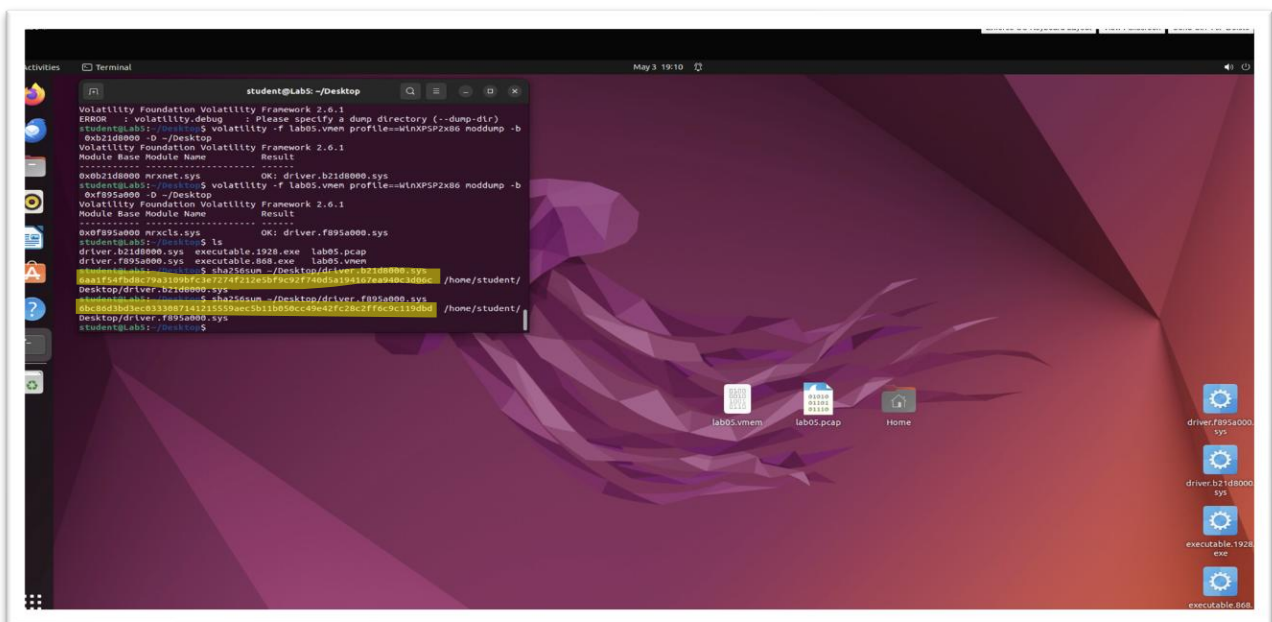 Activities
Terminal
May 3 19:10
student@Lab5: ~/Desktop
Volatility Foundation Volatility Framework 2.6.1
ERROR : volatility.debug : Please specify a dump directory (--dump-dir)
student@Lab5:~/Desktop$ volatility -f lab05.vmem profile==WinXPSP2x86 moddump -b
0xb21d8000 -D ~/Desktop
Volatility Foundation Volatility Framework 2.6.1
Module Base Module Name Result
----------- -------------------- ------
0x0b21d8000 mrxnet.sys OK: driver.b21d8000.sys
student@Lab5:~/Desktop$ volatility -f lab05.vmem profile==WinXPSP2x86 moddump -b
0xf895a000 -D ~/Desktop
Volatility Foundation Volatility Framework 2.6.1
Module Base Module Name Result
----------- -------------------- ------
0x0f895a000 mrxcls.sys OK: driver.f895a000.sys
student@Lab5:~/Desktop$ ls
driver.b21d8000.sys executable.1928.exe lab05.pcap
driver.f895a000.sys executable.868.exe lab05.vmem
student@Lab5:~/Desktop$ sha256sum ~/Desktop/driver.b21d8000.sys
/home/student/
Desktop/driver.b21d8000.sys
student@Lab5:~/Desktop$ sha256sum ~/Desktop/driver.f895a000.sys
/home/student/
Desktop/driver.f895a000.sys
student@Lab5:~/Desktop$
lab05.vmem
lab05.pcap
Home
driver.f895a000.
sys
driver.b21d8000.
sys
executable.1928.
exe
executable.868.